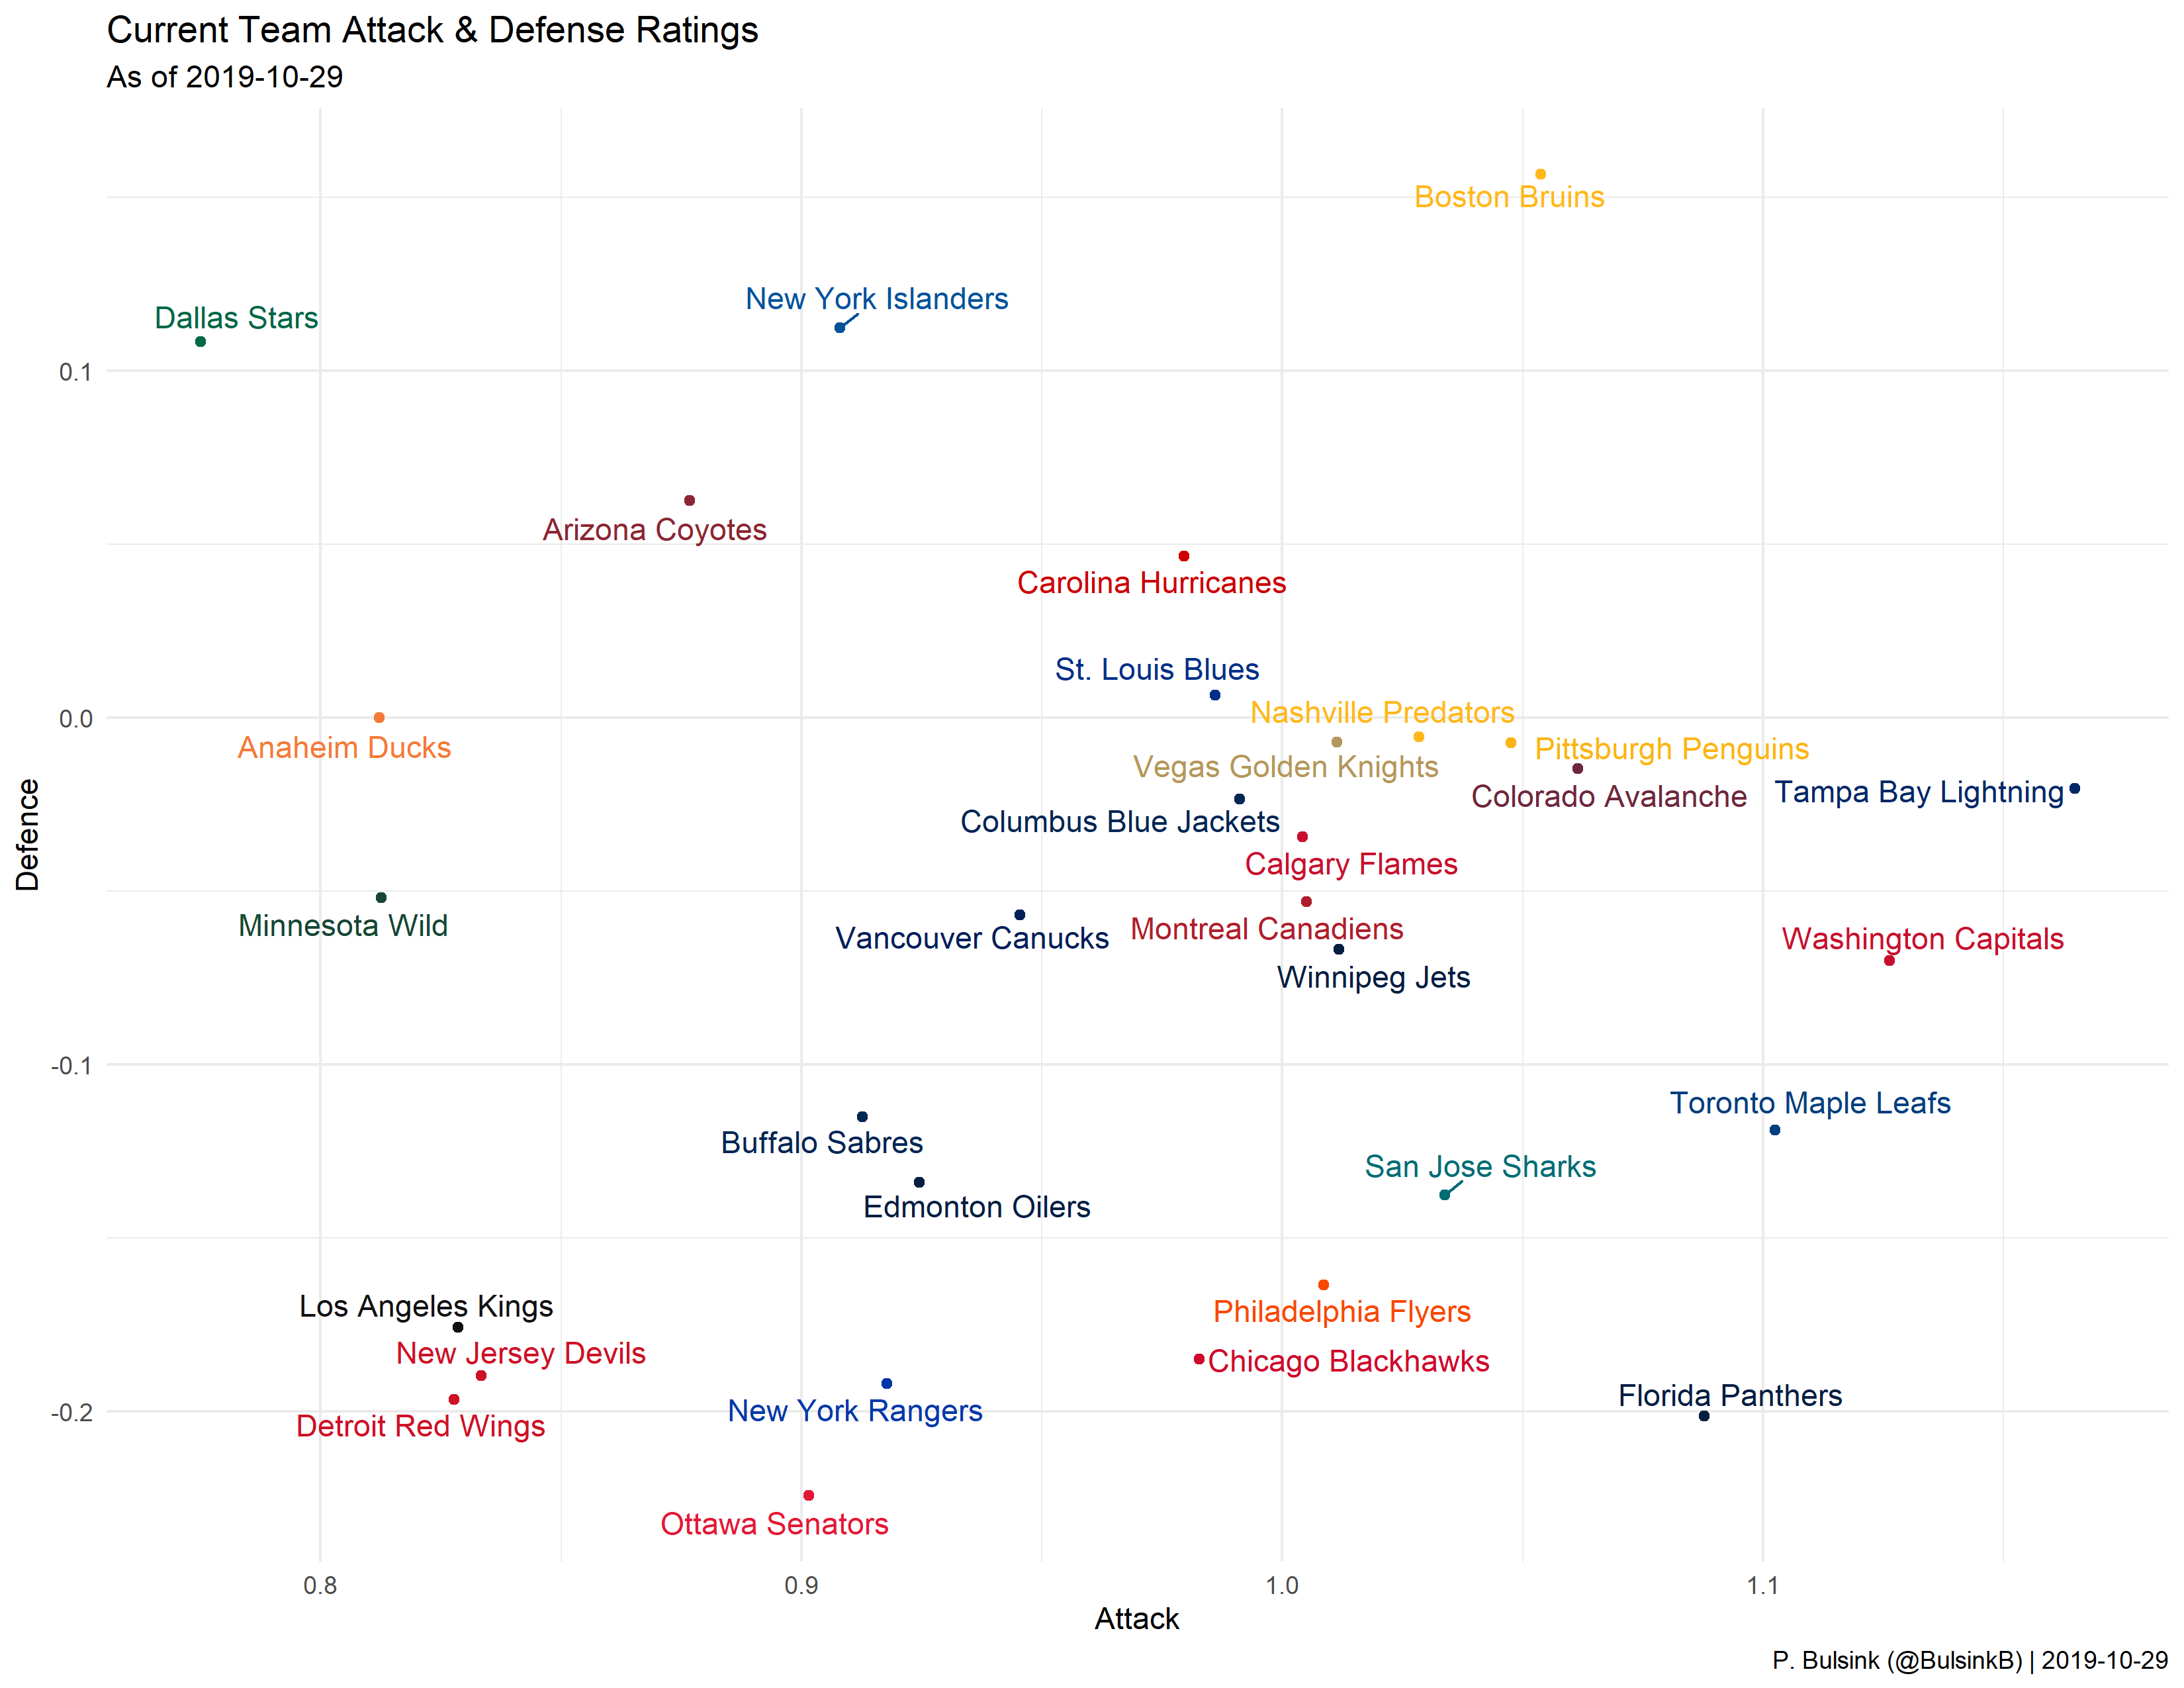 Current Team Attack & Defense Ratings
As of 2019-10-29
Boston Bruins
New York Islanders
Dallas Stars
0.1
Arizona Coyotes
Carolina Hurricanes
St. Louis Blues
Nashville Predators
0.0
Anaheim Ducks
Pittsburgh Penguins
Vegas Golden Knights
Tampa Bay Lightning
Colorado Avalanche
Columbus Blue Jackets
Defence
Calgary Flames
Minnesota Wild
Montreal Canadiens
Vancouver Canucks
Washington Capitals
Winnipeg Jets
-0.1
Toronto Maple Leafs
Buffalo Sabres
San Jose Sharks
Edmonton Oilers
Los Angeles Kings
Philadelphia Flyers
New Jersey Devils
Chicago Blackhawks
Florida Panthers
New York Rangers
-0.2
Detroit Red Wings
Ottawa Senators
0.8
0.9
1.0
1.1
Attack
P. Bulsink (@BulsinkB) | 2019-10-29